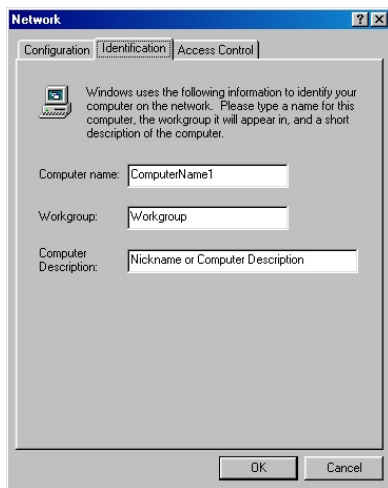 Network
Configuration Identification Access Control
Windows uses the following information to identify your
computer on the network. Please type a name for this
computer, the workgroup it will appear in, and a short
description of the computer.
Computer name: ComputerName1
Workgroup: Workgroup
Computer
Description: Nickname or Computer Description
OK Cancel